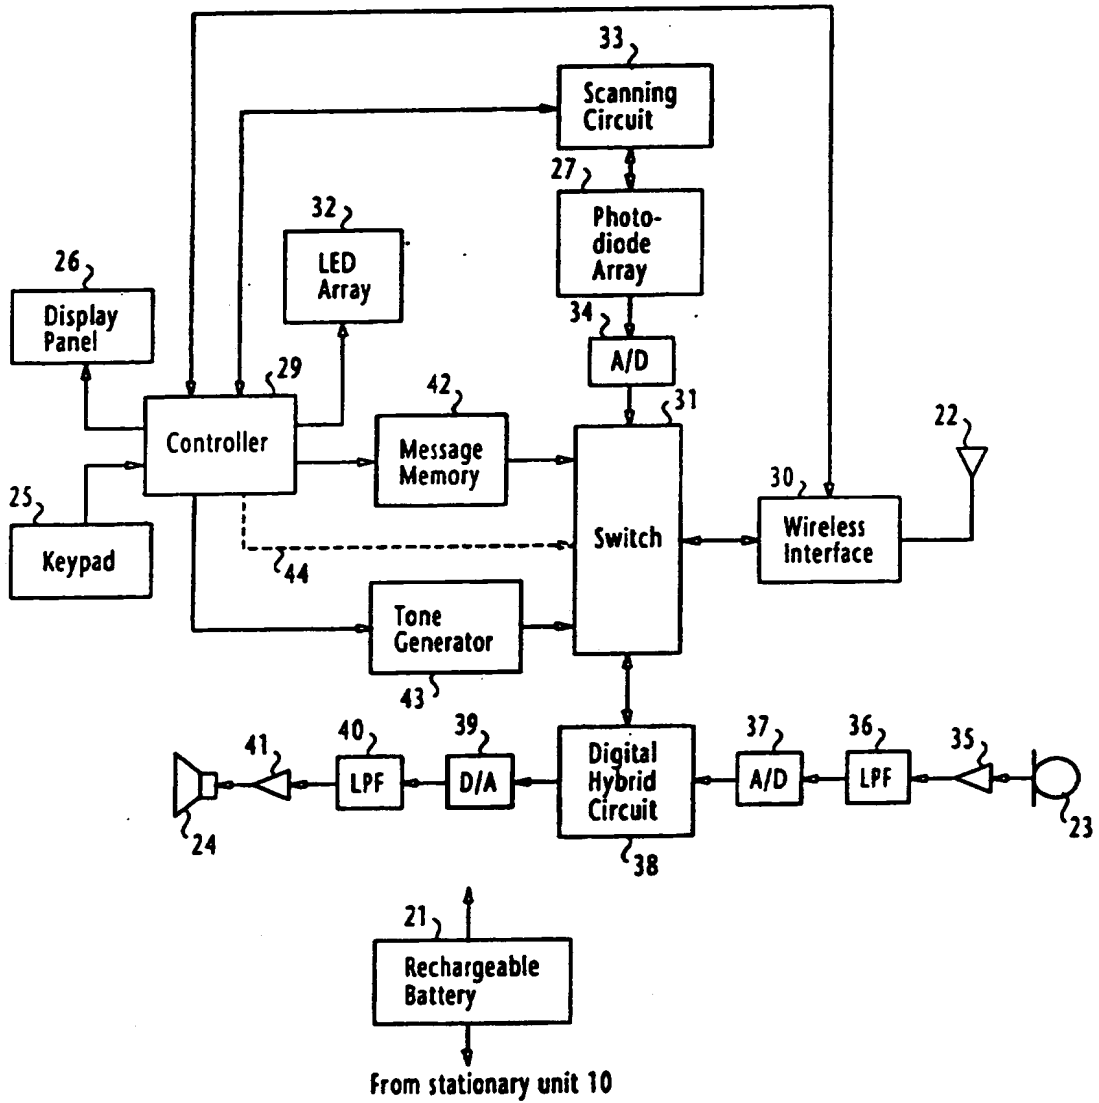 33
Scanning
Circuit
27
Photo-
diode
Array
32
LED
Array
26
Display
Panel
34
A/D
29
Controller
42
Message
Memory
31
Switch
22
30
Wireless
Interface
25
Keypad
44
Tone
Generator
43
41
40
LPF
39
D/A
Digital
Hybrid
Circuit
38
37
A/D
36
LPF
35
23
24
21
Rechargeable
Battery
From stationary unit 10